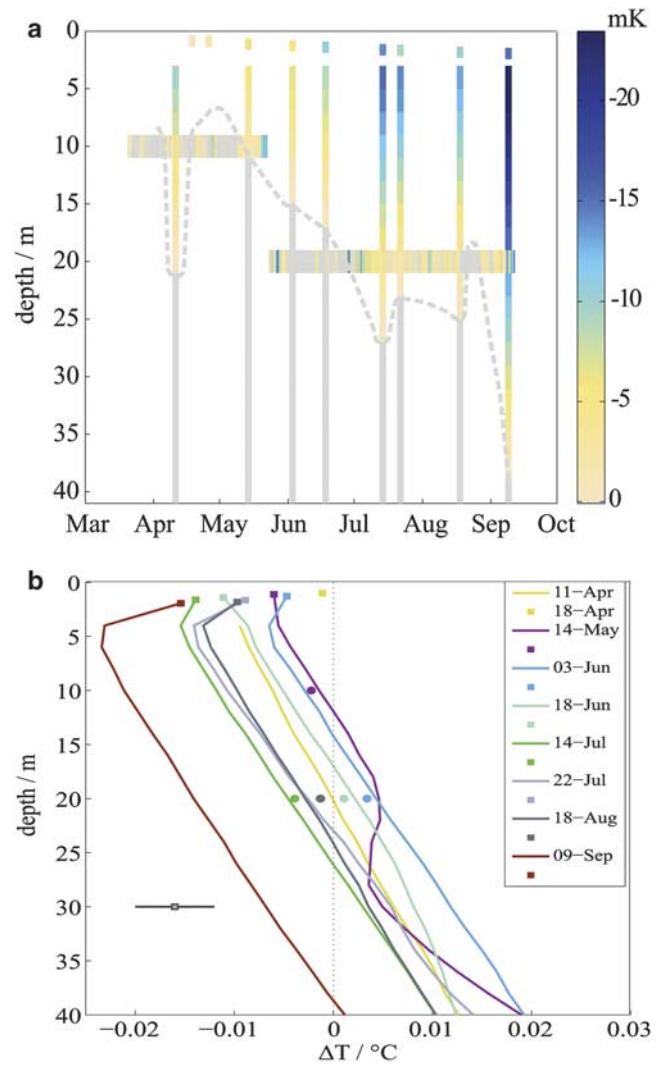 a
mK
0
5
10
15
20
25
30
35
40
depth / m
Mar Apr May Jun Jul Aug Sep Oct
-20
-15
-10
-5
0
b
0
5
10
15
20
25
30
35
40
depth / m
−0.02 −0.01 0 0.01 0.02 0.03
ΔT / °C
11−Apr
18−Apr
14−May
03−Jun
18−Jun
14−Jul
22−Jul
18−Aug
09−Sep